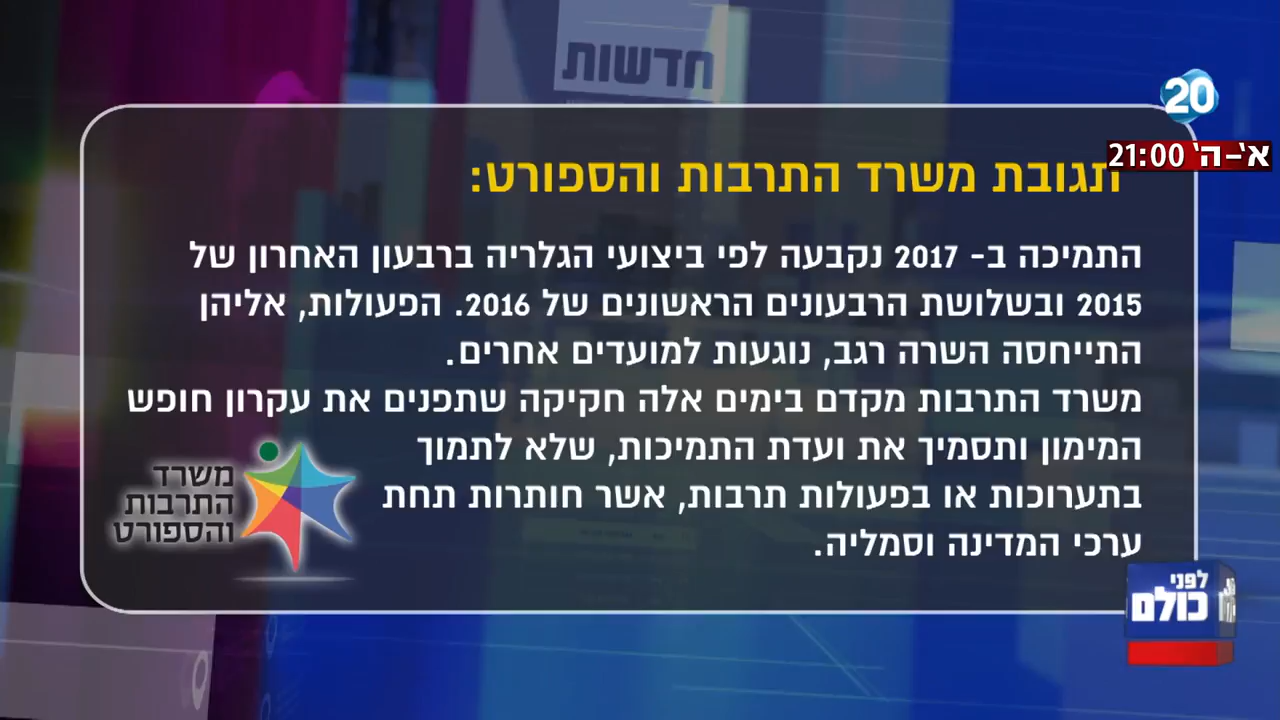 חדשות
20
א'-ה' 21:00
תגובת משרד התרבות והספורט:
התמיכה ב- 2017 נקבעה לפי ביצועי הגלריה ברבעון האחרון של
2015 ובשלושת הרבעונים הראשונים של 2016. הפעולות, אליהן
התייחסה השרה רגב, נוגעות למועדים אחרים.
משרד התרבות מקדם בימים אלה חקיקה שתפנים את עקרון חופש
המימון ותסמיך את ועדת התמיכות, שלא לתמוך
בתערוכות או בפעולות תרבות, אשר חותרות תחת
ערכי המדינה וסמליה.
משרד
התרבות
והספורט
לפני
כולם